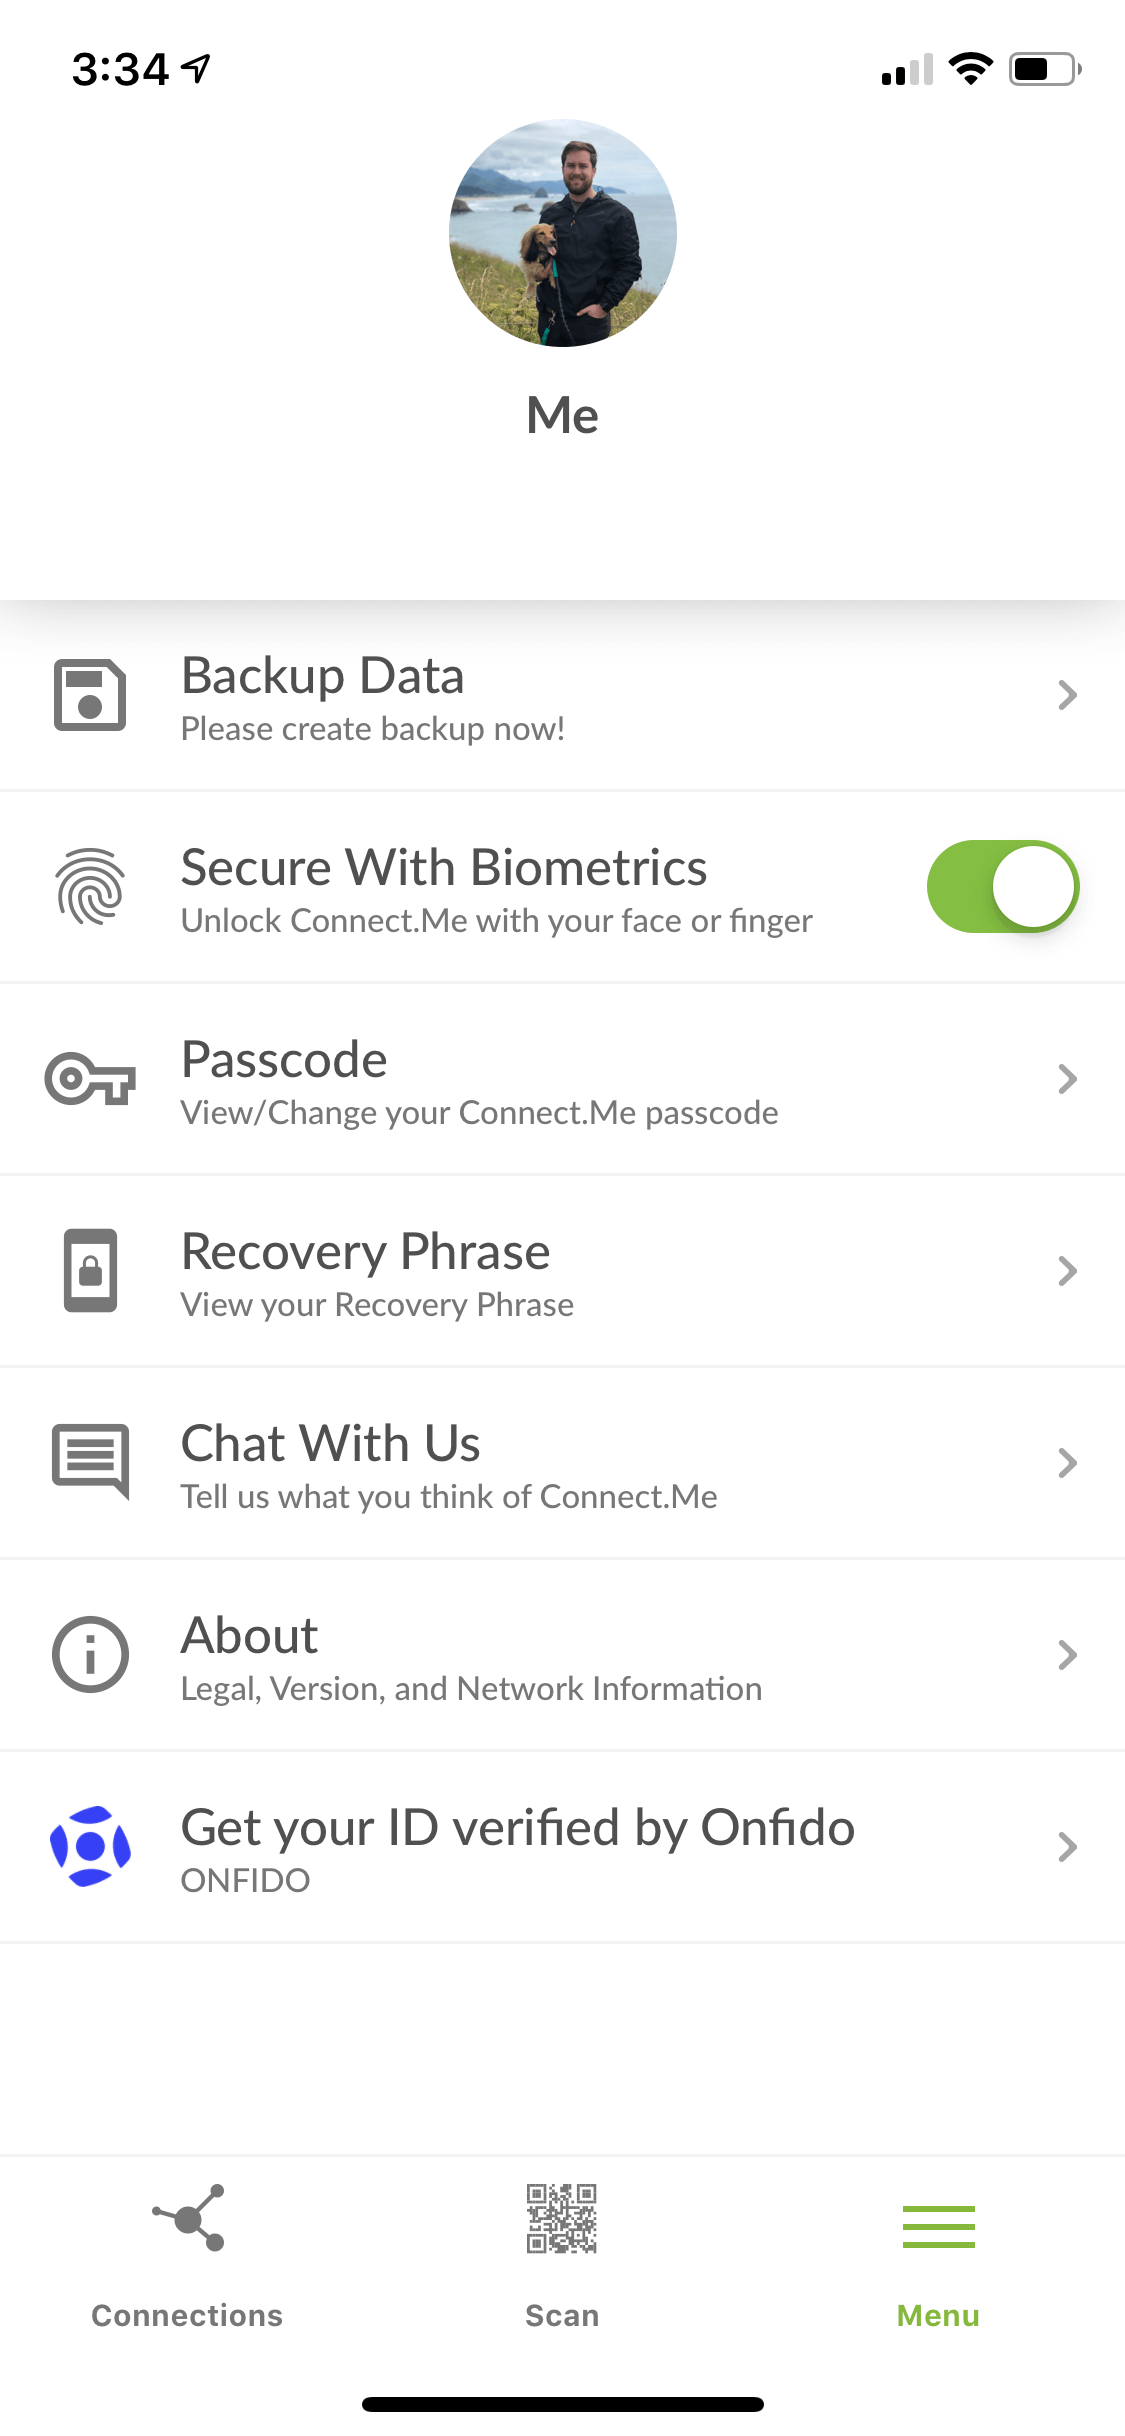 3:34
Me
Backup Data
Please create backup now!
Secure With Biometrics
Unlock Connect.Me with your face or finger
Passcode
View/Change your Connect.Me passcode
Recovery Phrase
View your Recovery Phrase
Chat With Us
Tell us what you think of Connect.Me
About
Legal, Version, and Network Information
Get your ID verified by Onfido
ONFIDO
Connections
Scan
Menu